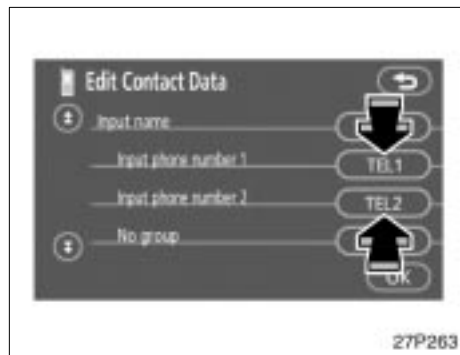 Edit Contact Data
Input name
Input phone number 1 TEL1
Input phone number 2 TEL2
No group
OK
27P263